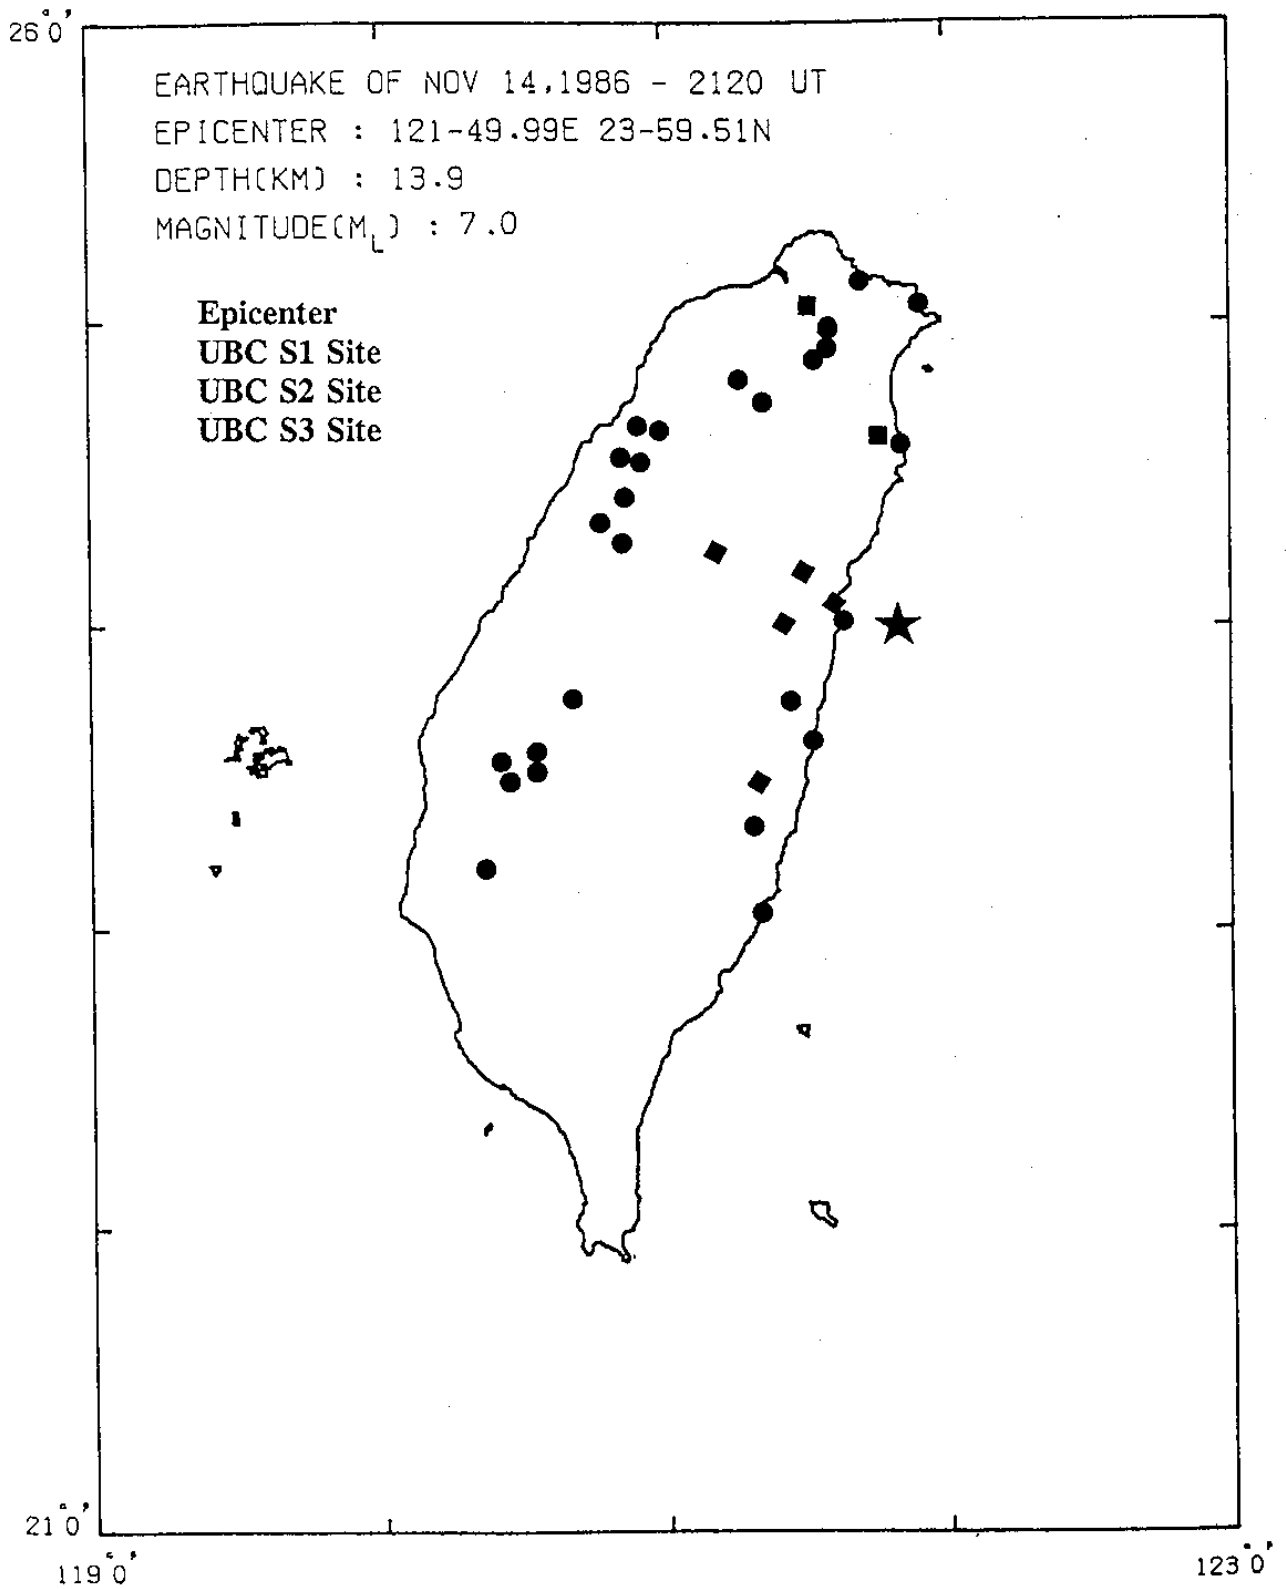 26°0'
EARTHQUAKE OF NOV 14,1986 - 2120 UT
EPICENTER : 121-49.99E 23-59.51N
DEPTH(KM) : 13.9
MAGNITUDE(M_L) : 7.0
Epicenter
UBC S1 Site
UBC S2 Site
UBC S3 Site
21°0'
119°0'
123°0'